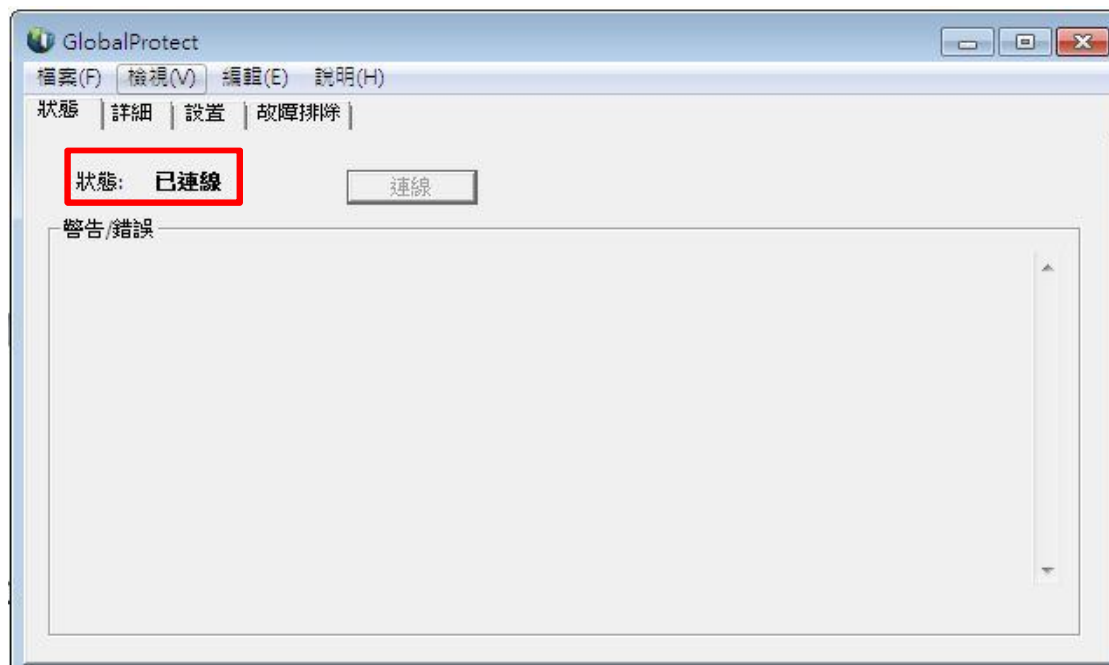 GlobalProtect
檔案(F) 檢視(V) 編輯(E) 說明(H)
狀態 詳細 設置 故障排除
狀態: 已連線 連線
警告/錯誤